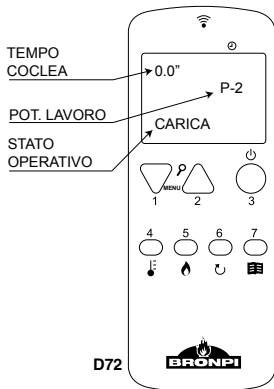 TEMPO
COCLEA
0.0"
P-2
POT. LAVORO
CARICA
STATO
OPERATIVO
MENU
1
2
3
4
5
6
7
BRONPI
D72